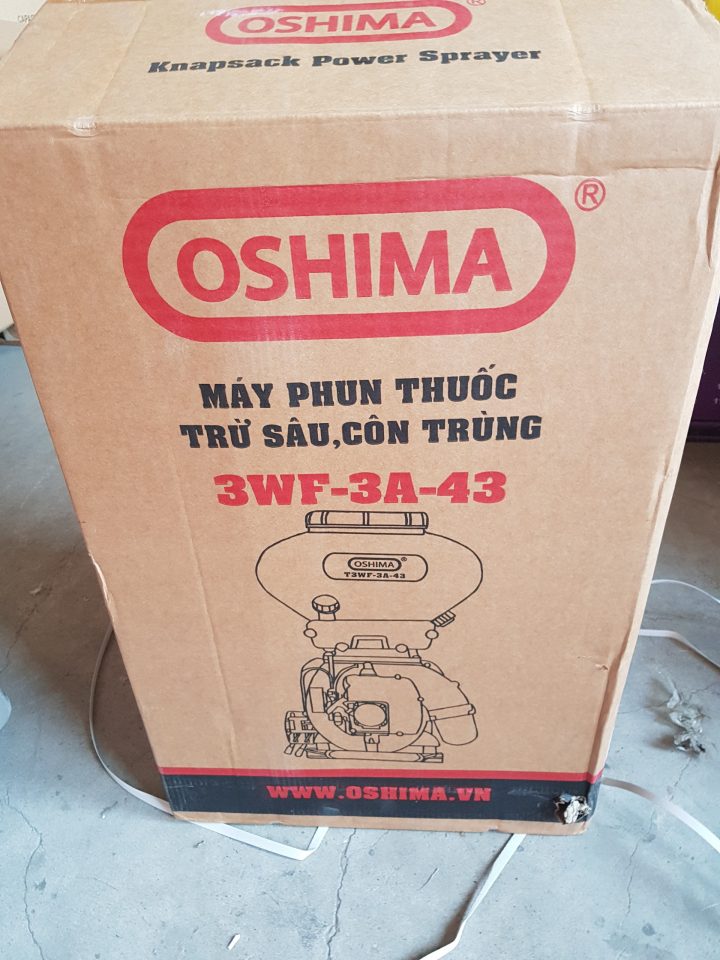 OSHIMA®
Knapsack Power Sprayer
OSHIMA®
MÁY PHUN THUỐC
TRỪ SÂU,CÔN TRÙNG
3WF-3A-43
OSHIMA®
T3WF-3A-43
WWW.OSHIMA.VN